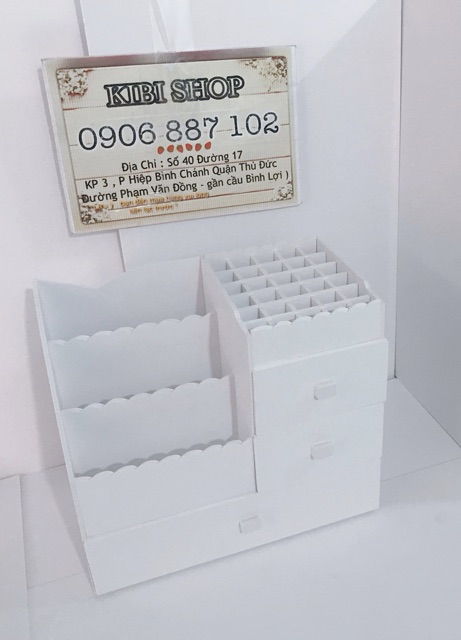 KIBI SHOP
0906 887 102
Địa Chỉ : Số 40 Đường 17
KP 3 , P Hiệp Bình Chánh Quận Thủ Đức
Đường Phạm Văn Đồng - gần cầu Bình Lợi )